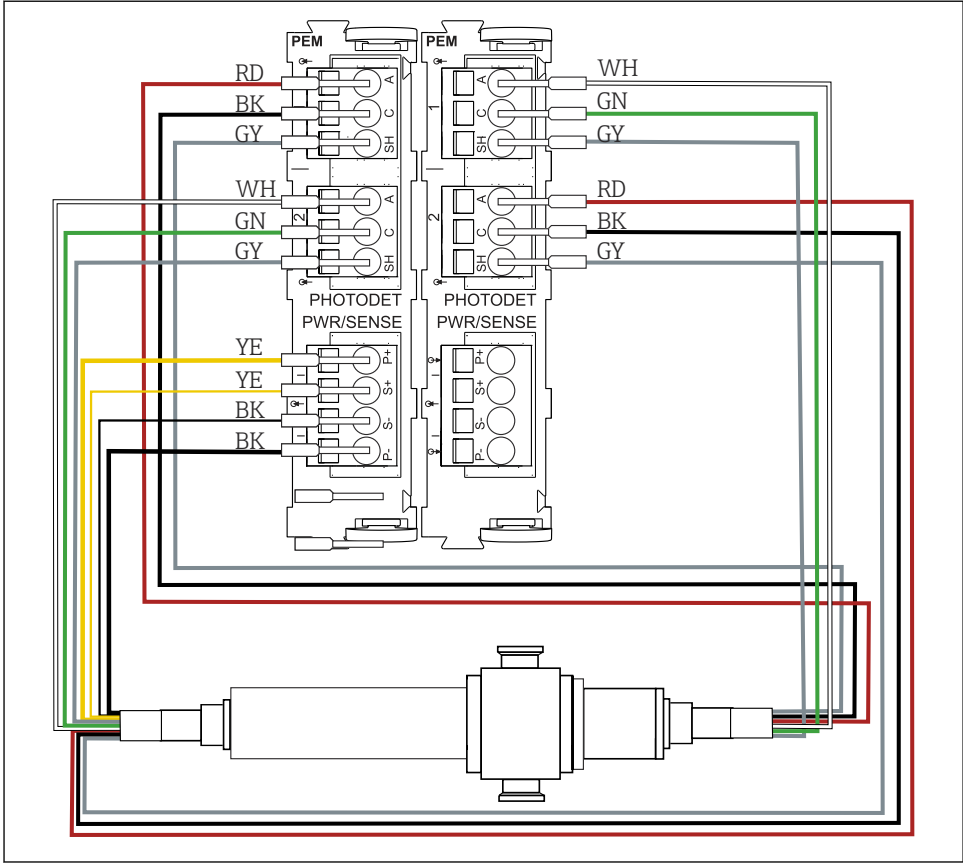 PEM PEM
RD A A WH
BK C 1 C GN
GY SH SH GY
WH A A RD
GN 2 C 2 C BK
GY SH SH GY
PHOTODET PHOTODET
PWR/SENSE PWR/SENSE
YE P+ P+
YE S+ S+
BK S- S-
BK P- P-